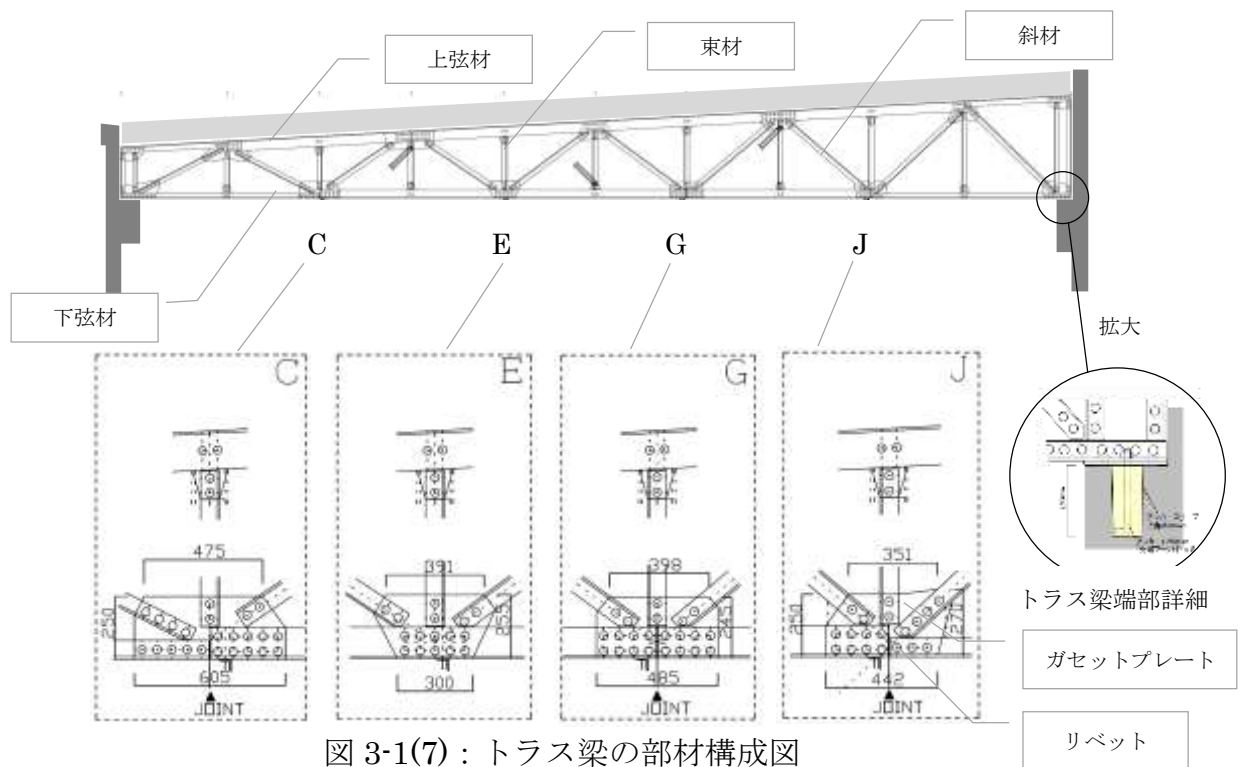 上弦材
束材
斜材
C E G J
下弦材
拡大
C
E
G
J
475
391
398
351
250
255
245
250
270
605
300
485
442
JOINT
JOINT
JOINT
トラス梁端部詳細
ガセットプレート
リベット
図 3-1(7)：トラス梁の部材構成図